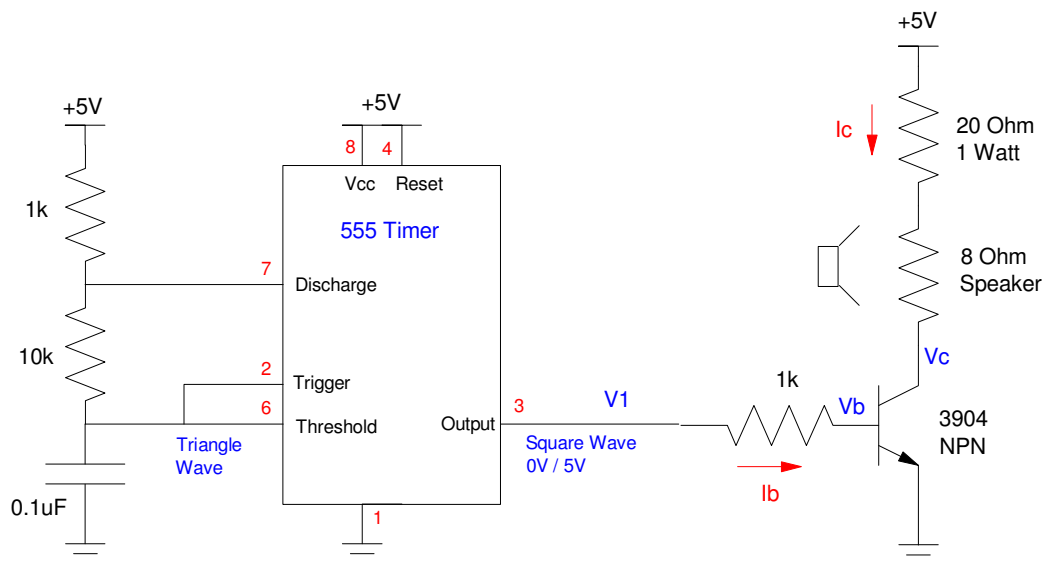 +5V
1k
10k
0.1uF
+5V
8
4
Vcc
Reset
555 Timer
7
Discharge
2
Trigger
6
Threshold
Triangle
Wave
Output
3
1
V1
Square Wave
0V / 5V
1k
Ib
Vb
+5V
Ic
20 Ohm
1 Watt
8 Ohm
Speaker
Vc
3904
NPN